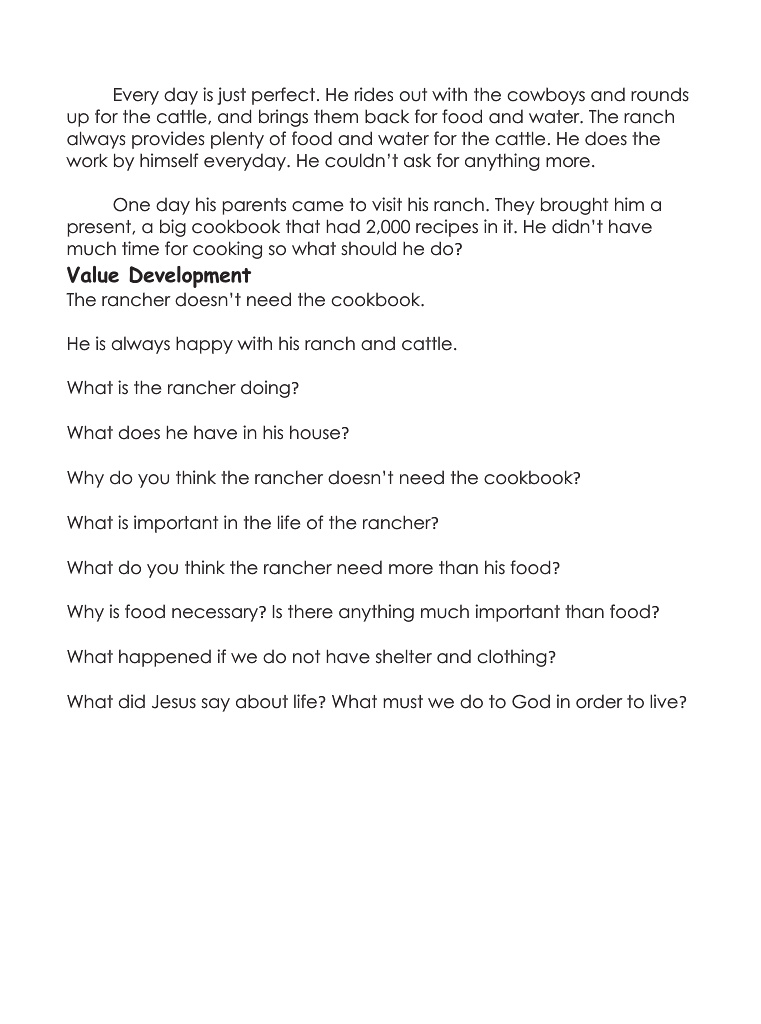 Every day is just perfect. He rides out with the cowboys and rounds
up for the cattle, and brings them back for food and water. The ranch
always provides plenty of food and water for the cattle. He does the
work by himself everyday. He couldn’t ask for anything more.
One day his parents came to visit his ranch. They brought him a
present, a big cookbook that had 2,000 recipes in it. He didn’t have
much time for cooking so what should he do?
Value Development
The rancher doesn’t need the cookbook.
He is always happy with his ranch and cattle.
What is the rancher doing?
What does he have in his house?
Why do you think the rancher doesn’t need the cookbook?
What is important in the life of the rancher?
What do you think the rancher need more than his food?
Why is food necessary? Is there anything much important than food?
What happened if we do not have shelter and clothing?
What did Jesus say about life? What must we do to God in order to live?